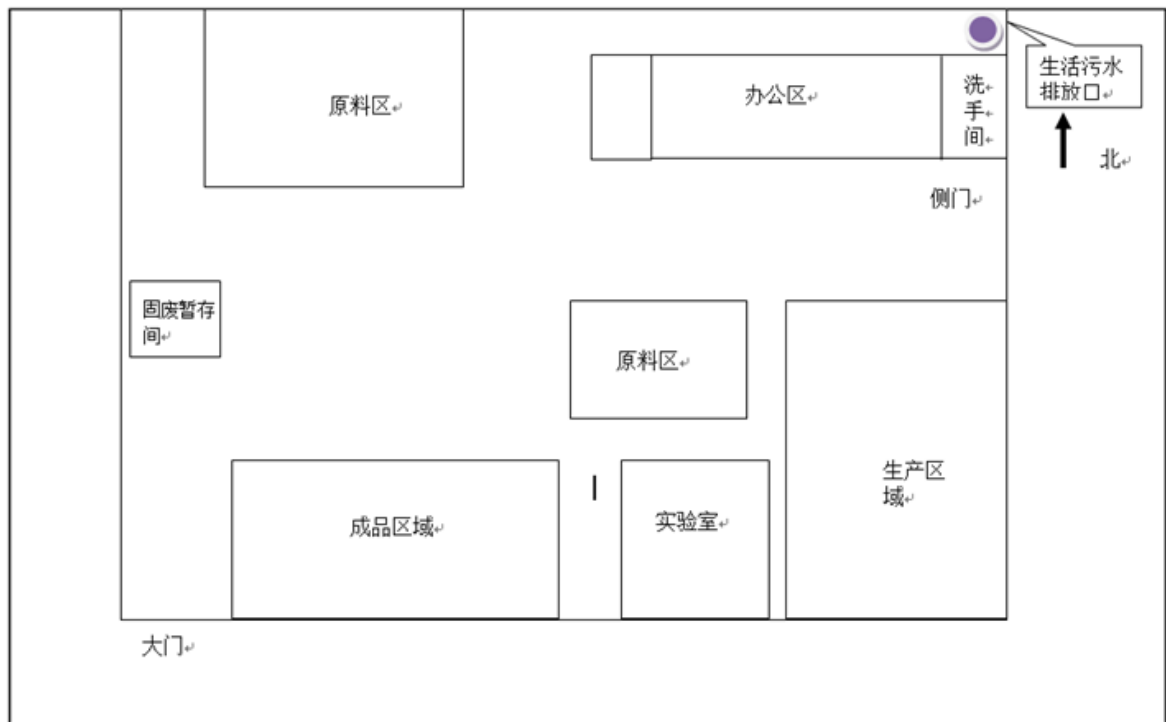 原料区
办公区
洗
手
间
生活污水
排放口
北
侧门
固废暂存
间
原料区
生产区
域
成品区域
实验室
大门